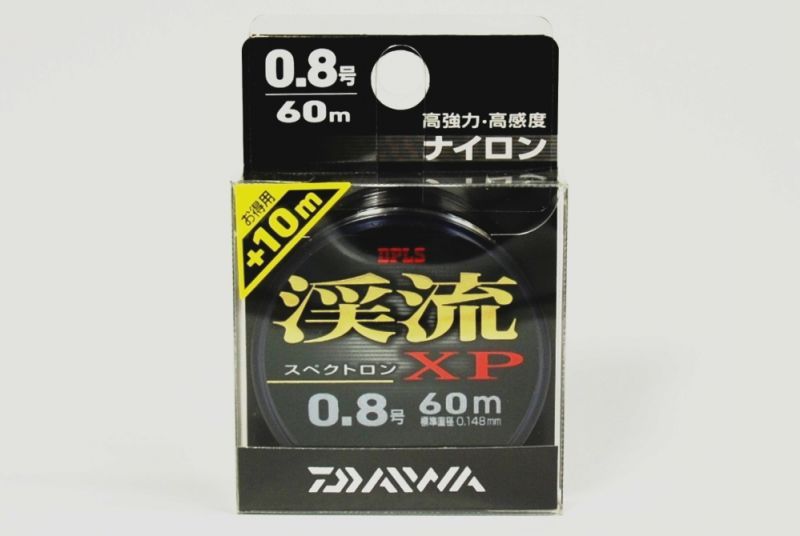 0.8号
60m
高強力・高感度
ナイロン
お得用
+10m
DPLS
渓流
スペクトロン XP
0.8号 60m
標準直径 0.148mm
DAIWA